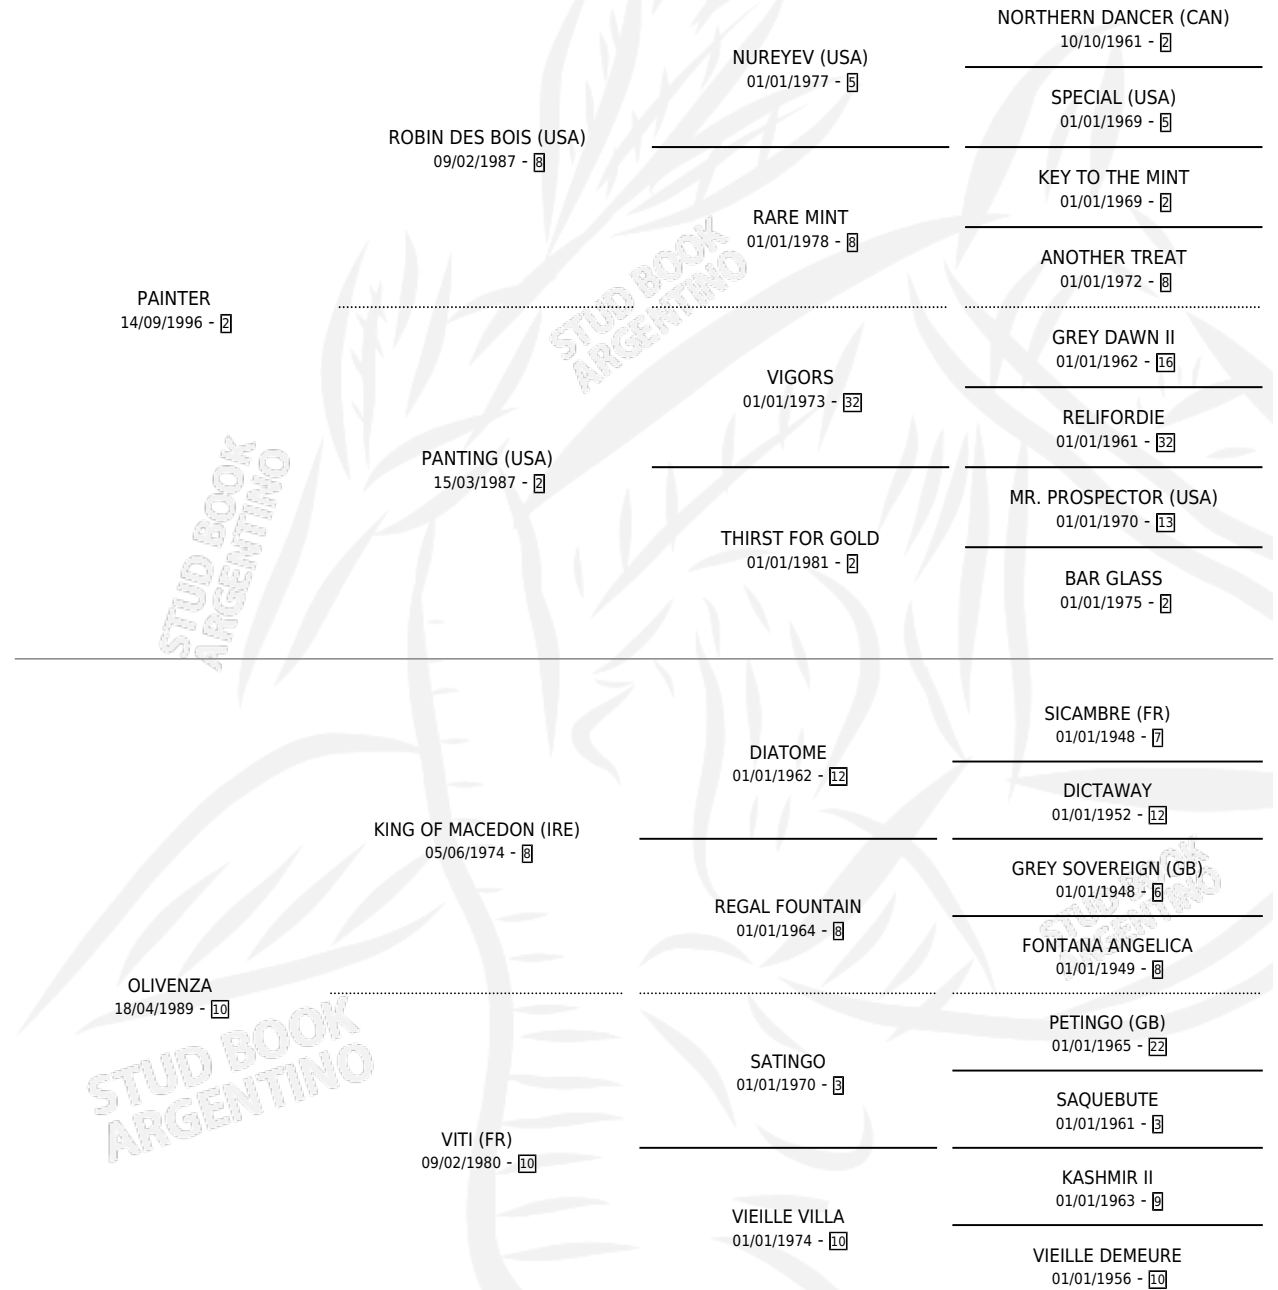 NORTHERN DANCER (CAN)
10/10/1961 - 2
NUREYEV (USA)
01/01/1977 - 5
SPECIAL (USA)
01/01/1969 - 5
ROBIN DES BOIS (USA)
09/02/1987 - 8
KEY TO THE MINT
01/01/1969 - 2
RARE MINT
01/01/1978 - 8
ANOTHER TREAT
01/01/1972 - 8
PAINTER
14/09/1996 - 2
GREY DAWN II
01/01/1962 - 16
VIGORS
01/01/1973 - 32
RELIFORDIE
01/01/1961 - 32
PANTING (USA)
15/03/1987 - 2
MR. PROSPECTOR (USA)
01/01/1970 - 13
THIRST FOR GOLD
01/01/1981 - 2
BAR GLASS
01/01/1975 - 2
SICAMBRE (FR)
01/01/1948 - 7
DIATOME
01/01/1962 - 12
DICTAWAY
01/01/1952 - 12
KING OF MACEDON (IRE)
05/06/1974 - 8
GREY SOVEREIGN (GB)
01/01/1948 - 6
REGAL FOUNTAIN
01/01/1964 - 8
FONTANA ANGELICA
01/01/1949 - 8
OLIVENZA
18/04/1989 - 10
PETINGO (GB)
01/01/1965 - 22
SATINGO
01/01/1970 - 3
SAQUEBUTE
01/01/1961 - 3
VITI (FR)
09/02/1980 - 10
KASHMIR II
01/01/1963 - 9
VIEILLE VILLA
01/01/1974 - 10
VIEILLE DEMEURE
01/01/1956 - 10
STUD BOOK
ARGENTINO
STUD BOOK
ARGENTINO
STUD BOOK
ARGENTINO
STUD BOOK
ARGENTINO